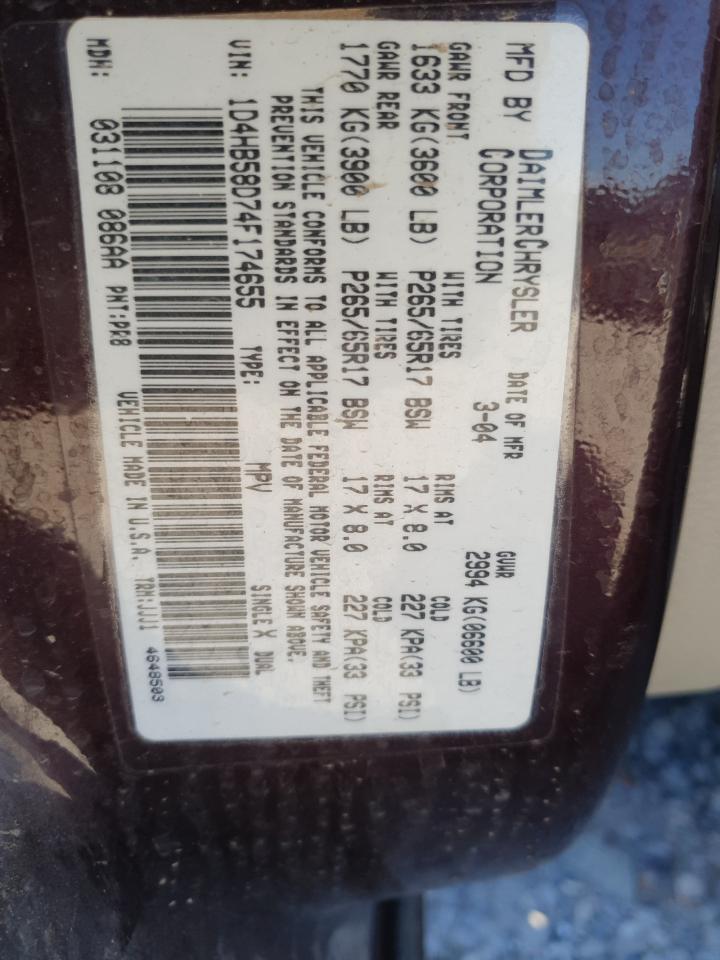 MFD BY DAIMLERCHRYSLER CORPORATION DATE OF MFR 3-04 GVWR 2994 KG(06600 LB)
GAWR FRONT WITH TIRES RIMS AT COLD
1633 KG(3600 LB) P265/65R17 BSW 17 X 8.0 227 KPA(33 PSI)
GAWR REAR WITH TIRES RIMS AT COLD
1770 KG(3900 LB) P265/65R17 BSW 17 X 8.0 227 KPA(33 PSI)
THIS VEHICLE CONFORMS TO ALL APPLICABLE FEDERAL MOTOR VEHICLE SAFETY AND THEFT
PREVENTION STANDARDS IN EFFECT ON THE DATE OF MANUFACTURE SHOWN ABOVE.
VIN: 1D4HB58D74F174655 TYPE: MPV SINGLE X DUAL
MDH: 031108 086AA PNT:PR8 VEHICLE MADE IN U.S.A. TRM:JJJ1 4648503